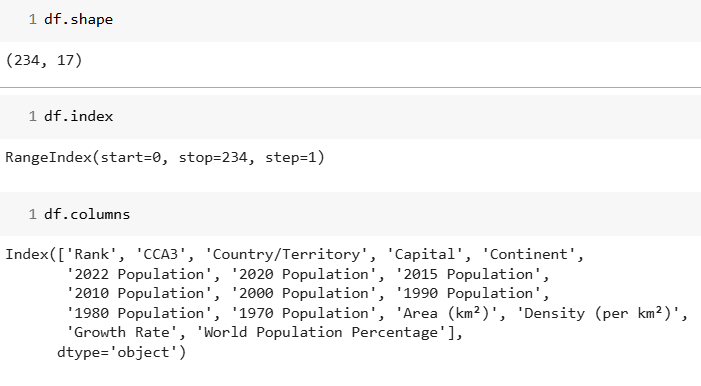 1 df.shape
(234, 17)
1 df.index
RangeIndex(start=0, stop=234, step=1)
1 df.columns
Index(['Rank', 'CCA3', 'Country/Territory', 'Capital', 'Continent',
'2022 Population', '2020 Population', '2015 Population',
'2010 Population', '2000 Population', '1990 Population',
'1980 Population', '1970 Population', 'Area (km²)', 'Density (per km²)',
'Growth Rate', 'World Population Percentage'],
dtype='object')